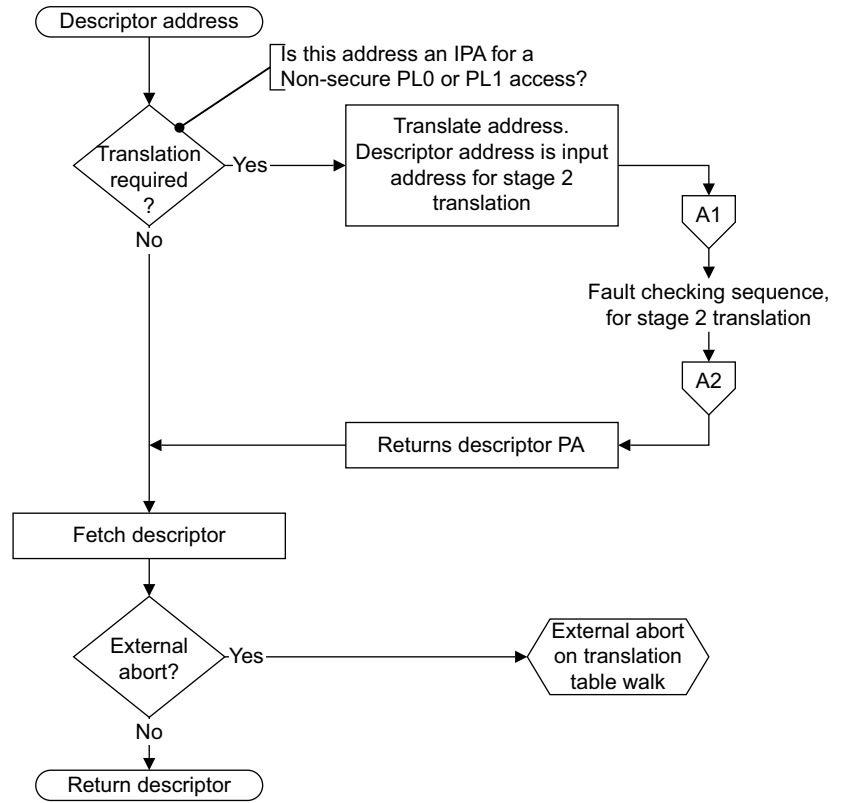 Descriptor address
Is this address an IPA for a
Non-secure PL0 or PL1 access?
Translation
required
?
Yes
Translate address.
Descriptor address is input
address for stage 2
translation
A1
No
Fault checking sequence,
for stage 2 translation
A2
Returns descriptor PA
Fetch descriptor
External
abort?
Yes
External abort
on translation
table walk
No
Return descriptor